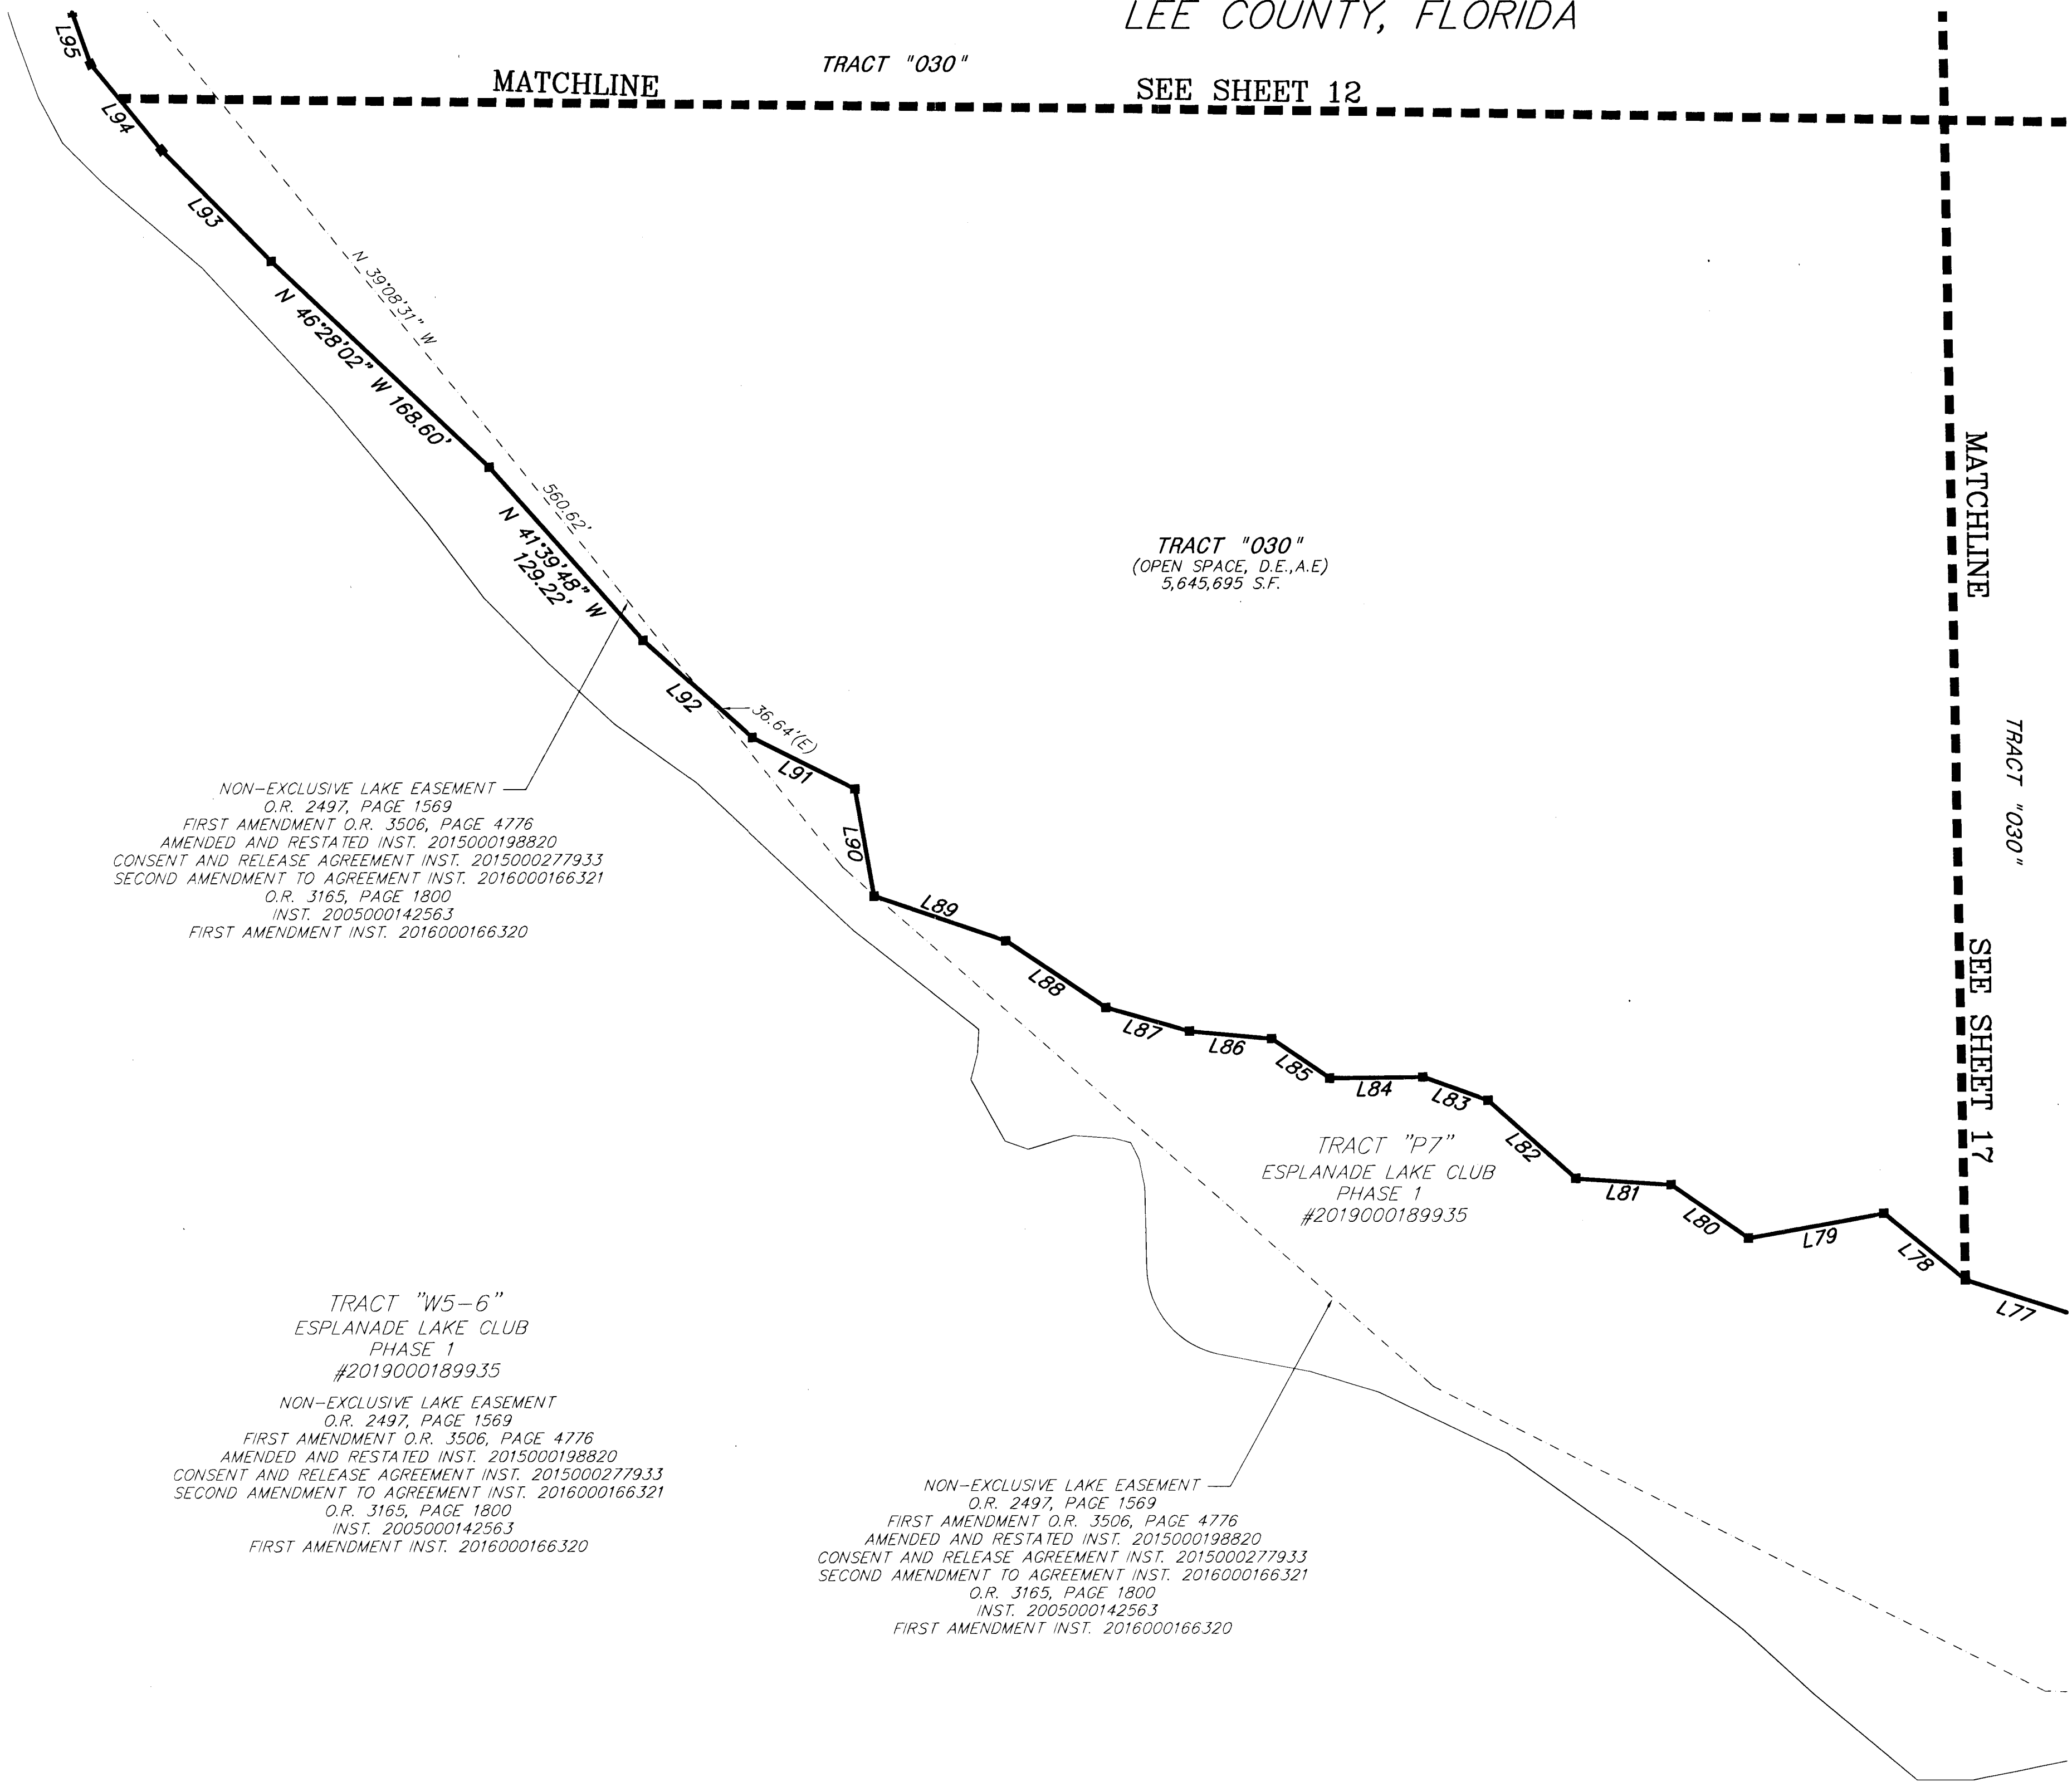 LEE COUNTY, FLORIDA
TRACT "030"
MATCHLINE
SEE SHEET 12
L95
L94
L93
N 39°08'31" W
N 46°28'02" W 168.60'
560.62'
N 41°39'48" W
129.22'
TRACT "030"
(OPEN SPACE, D.E.,A.E)
5,645,695 S.F.
MATCHLINE
TRACT "030"
SEE SHEET 17
L92
36.64'(E)
L91
L90
L89
L88
L87
L86
L85
L84
L83
L82
L81
L80
L79
L78
L77
NON-EXCLUSIVE LAKE EASEMENT
O.R. 2497, PAGE 1569
FIRST AMENDMENT O.R. 3506, PAGE 4776
AMENDED AND RESTATED INST. 2015000198820
CONSENT AND RELEASE AGREEMENT INST. 2015000277933
SECOND AMENDMENT TO AGREEMENT INST. 2016000166321
O.R. 3165, PAGE 1800
INST. 2005000142563
FIRST AMENDMENT INST. 2016000166320
TRACT "P7"
ESPLANADE LAKE CLUB
PHASE 1
#2019000189935
TRACT "W5-6"
ESPLANADE LAKE CLUB
PHASE 1
#2019000189935
NON-EXCLUSIVE LAKE EASEMENT
O.R. 2497, PAGE 1569
FIRST AMENDMENT O.R. 3506, PAGE 4776
AMENDED AND RESTATED INST. 2015000198820
CONSENT AND RELEASE AGREEMENT INST. 2015000277933
SECOND AMENDMENT TO AGREEMENT INST. 2016000166321
O.R. 3165, PAGE 1800
INST. 2005000142563
FIRST AMENDMENT INST. 2016000166320
NON-EXCLUSIVE LAKE EASEMENT
O.R. 2497, PAGE 1569
FIRST AMENDMENT O.R. 3506, PAGE 4776
AMENDED AND RESTATED INST. 2015000198820
CONSENT AND RELEASE AGREEMENT INST. 2015000277933
SECOND AMENDMENT TO AGREEMENT INST. 2016000166321
O.R. 3165, PAGE 1800
INST. 2005000142563
FIRST AMENDMENT INST. 2016000166320